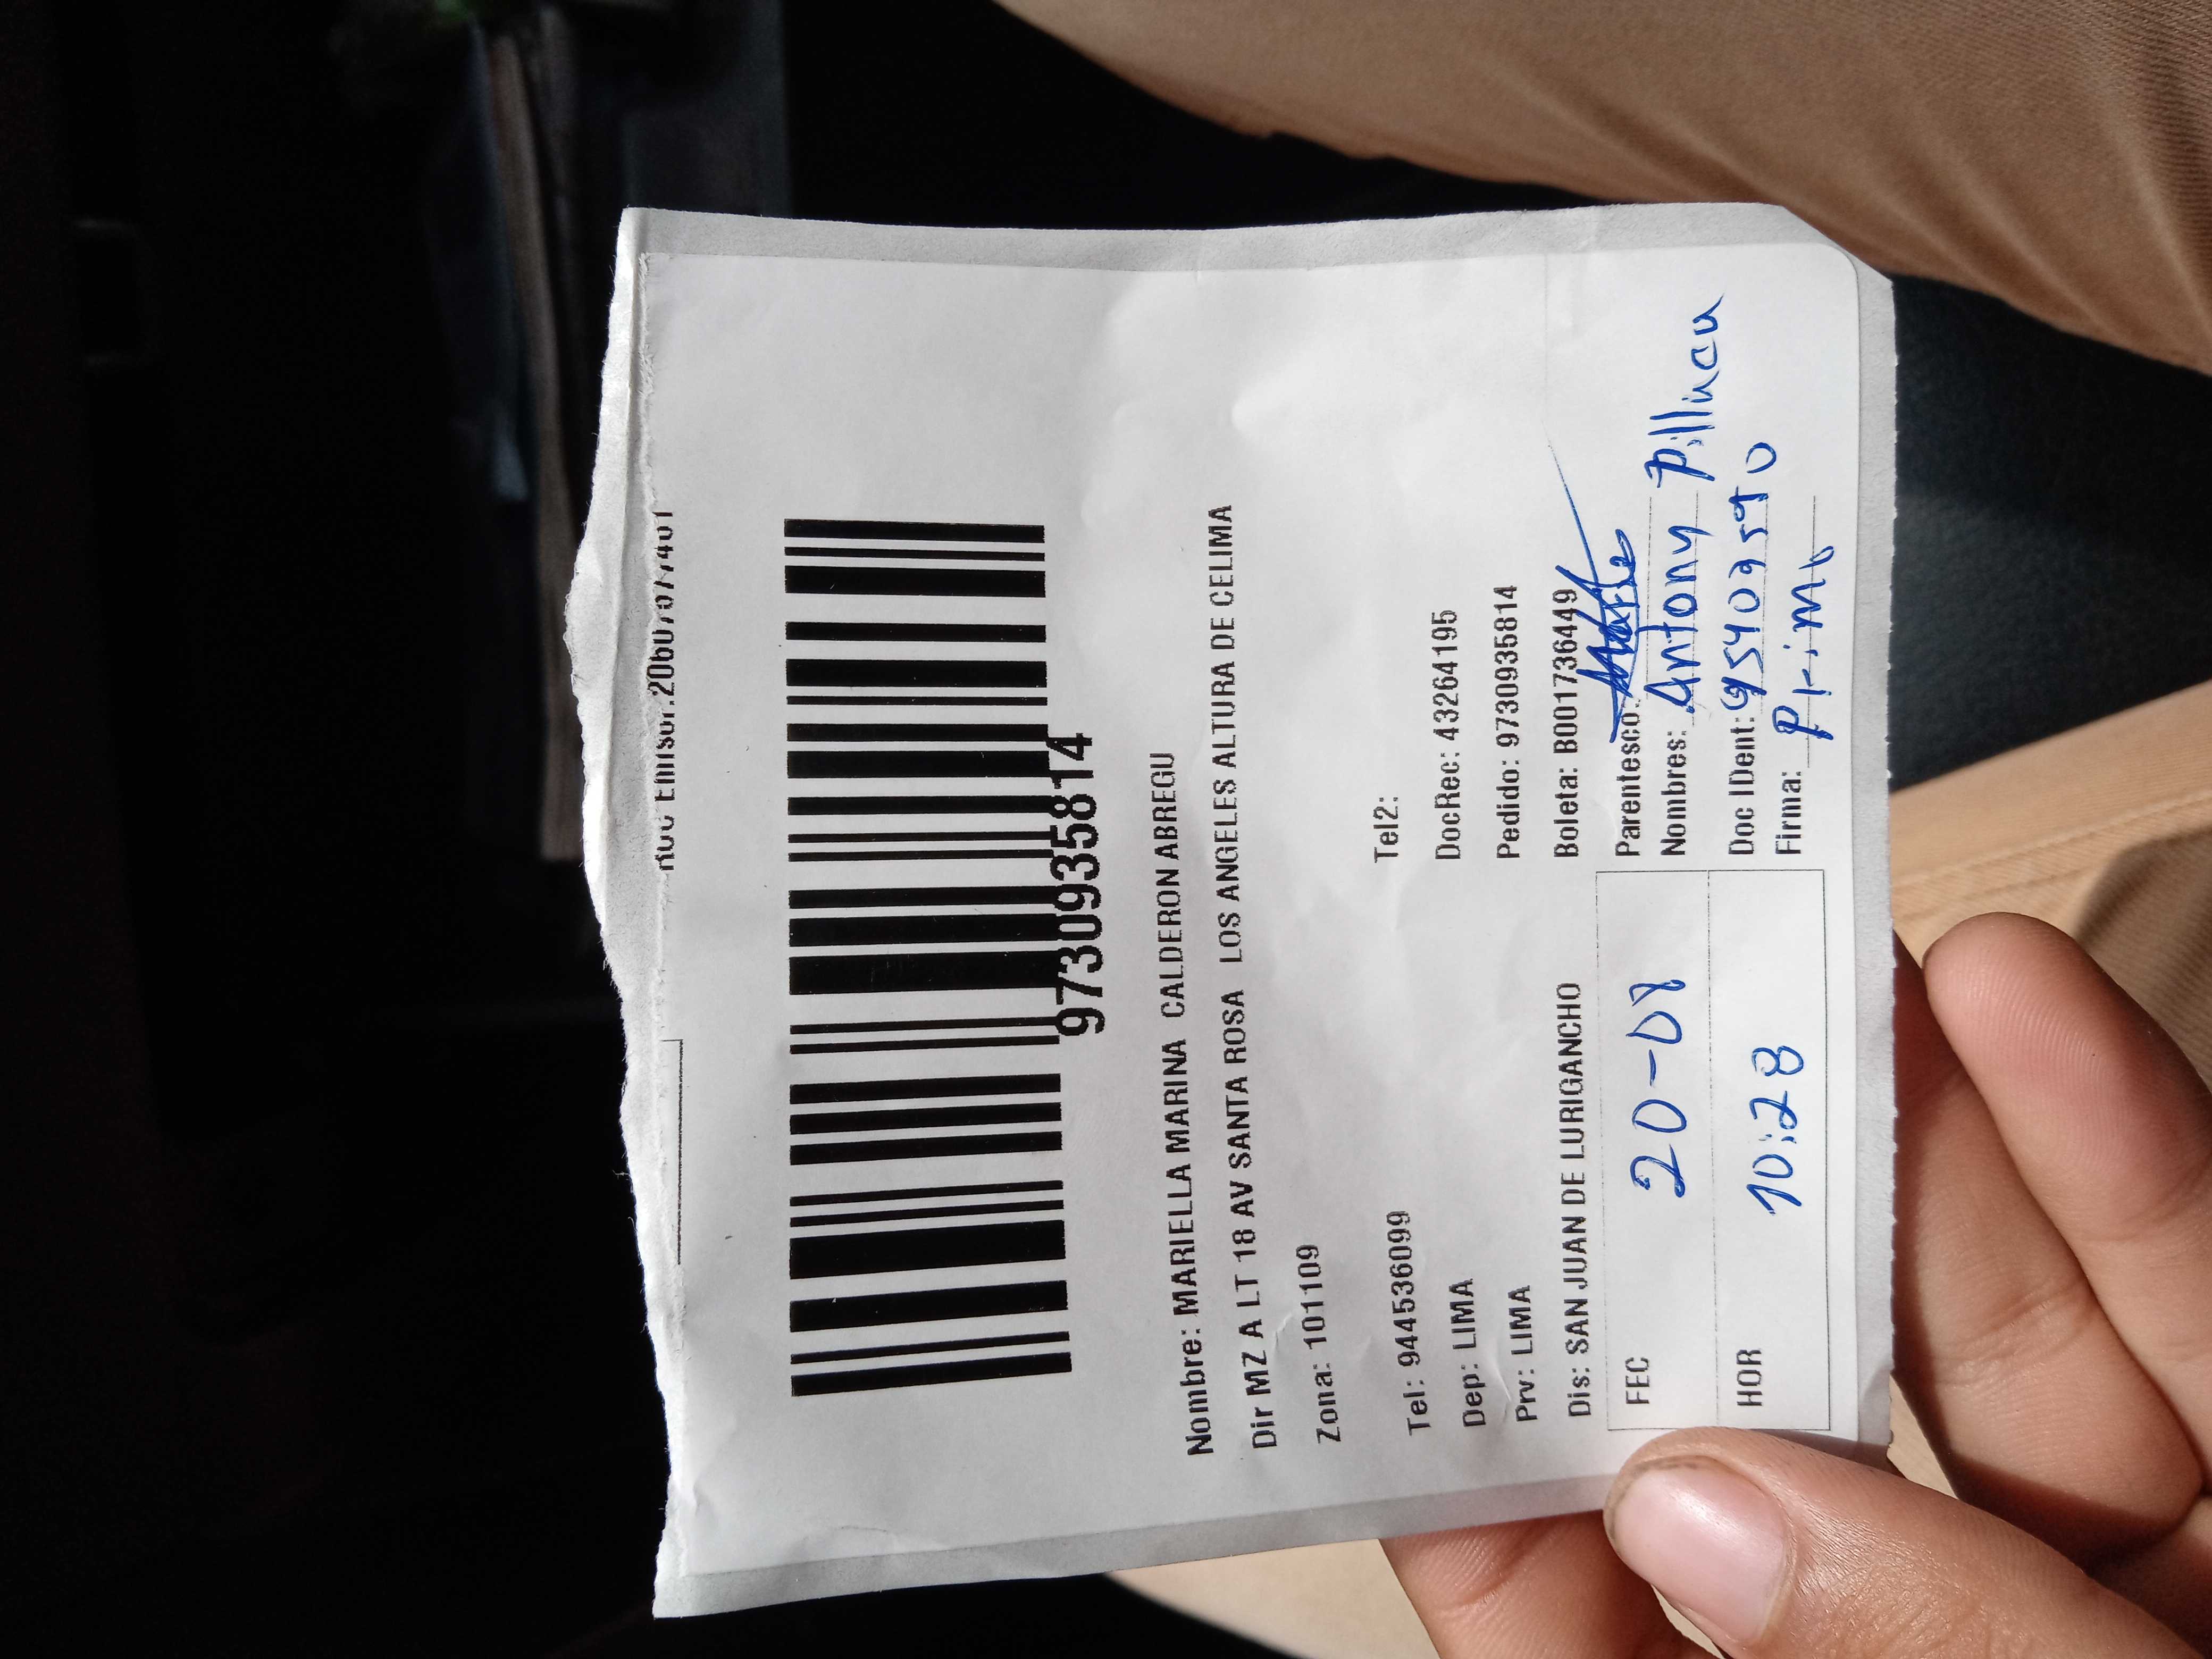 9730935814
Nombre: MARIELLA MARINA CALDERON ABREGU
Dir MZ A LT 18 AV SANTA ROSA LOS ANGELES ALTURA DE CELIMA
Zona: 101109
Tel: 944536099 Tel2:
Dep: LIMA DocRec: 43264195
Prv: LIMA Pedido: 9730935814
Dis: SAN JUAN DE LURIGANCHO Boleta: B001736449
FEC 20-08 Parentesco:
Nombres: Antony Pillncu
HOR 10:28 Doc IDent:
Firma: Primo